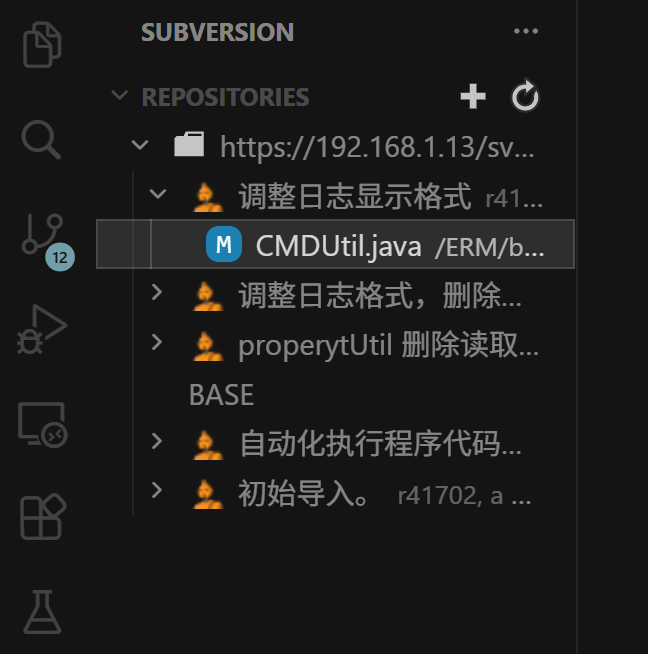 SUBVERSION ...
REPOSITORIES
https://192.168.1.13/sv...
调整日志显示格式 r41...
M CMDUtil.java /ERM/b...
12
调整日志格式，删除...
properytUtil 删除读取...
BASE
自动化执行程序代码...
初始导入。 r41702, a ...